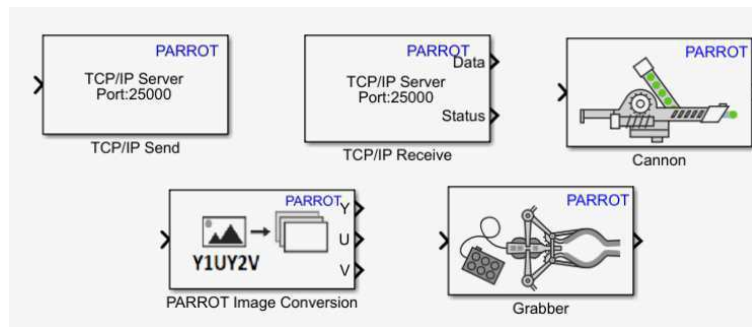 PARROT
TCP/IP Server
Port:25000
TCP/IP Send
PARROT
Data
TCP/IP Server
Port:25000
Status
TCP/IP Receive
PARROT
Cannon
PARROT
Y
U
V
Y1UY2V
PARROT Image Conversion
PARROT
Grabber